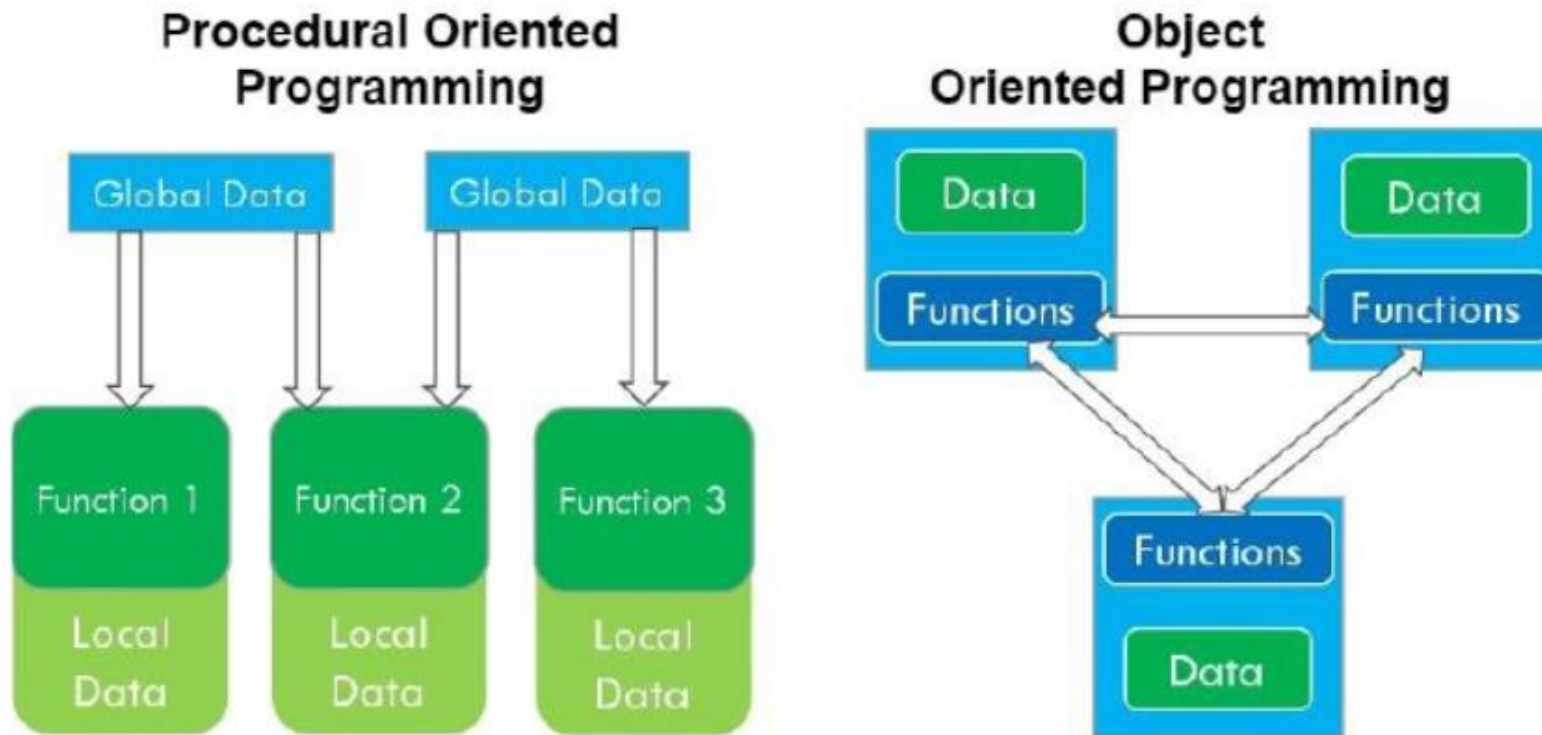 Procedural Oriented
Programming
Global Data
Global Data
Function 1
Function 2
Function 3
Local
Data
Local
Data
Local
Data
Object
Oriented Programming
Data
Data
Functions
Functions
Functions
Data